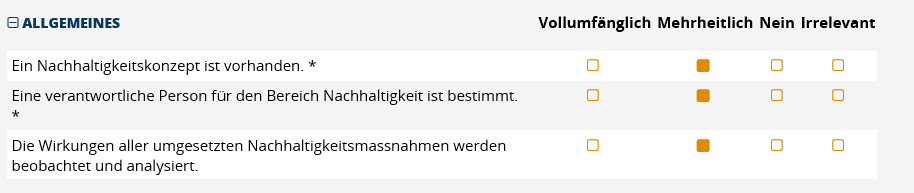 ALLGEMEINES Vollumfänglich Mehrheitlich Nein Irrelevant
Ein Nachhaltigkeitskonzept ist vorhanden. *
Eine verantwortliche Person für den Bereich Nachhaltigkeit ist bestimmt.
*
Die Wirkungen aller umgesetzten Nachhaltigkeitsmassnahmen werden
beobachtet und analysiert.